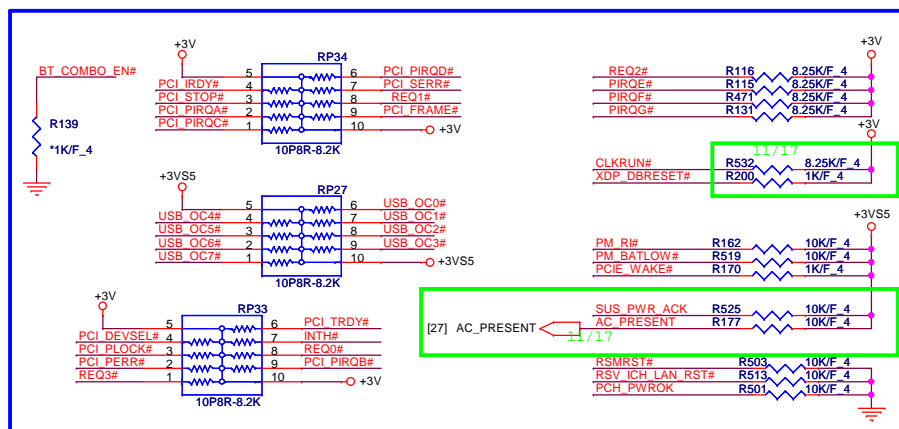 +3V
BT_COMBO_EN#
R139
*1K/F_4
RP34
5
6
PCI_PIRQD#
PCI_IRDY#
4
7
PCI_SERR#
PCI_STOP#
3
8
REQ1#
PCI_PIRQA#
2
9
PCI_FRAME#
PCI_PIRQC#
1
10
+3V
10P8R-8.2K
+3VS5
RP27
5
6
USB_OC0#
USB_OC4#
4
7
USB_OC1#
USB_OC5#
3
8
USB_OC2#
USB_OC6#
2
9
USB_OC3#
USB_OC7#
1
10
+3VS5
10P8R-8.2K
+3V
RP33
5
6
PCI_TRDY#
PCI_DEVSEL#
4
7
INTH#
PCI_PLOCK#
3
8
REQ0#
PCI_PERR#
2
9
PCI_PIRQB#
REQ3#
1
10
+3V
10P8R-8.2K
+3V
REQ2# R116 8.25K/F_4
PIRQE# R115 8.25K/F_4
PIRQF# R471 8.25K/F_4
PIRQG# R131 8.25K/F_4
+3V
11/17
CLKRUN# R532 8.25K/F_4
XDP_DBRESET# R200 1K/F_4
+3VS5
PM_RI# R162 10K/F_4
PM_BATLOW# R519 10K/F_4
PCIE_WAKE# R170 1K/F_4
SUS_PWR_ACK R525 10K/F_4
[27] AC_PRESENT AC_PRESENT R177 10K/F_4
11/17
RSMRST# R503 10K/F_4
RSV_ICH_LAN_RST# R513 10K/F_4
PCH_PWROK R501 10K/F_4